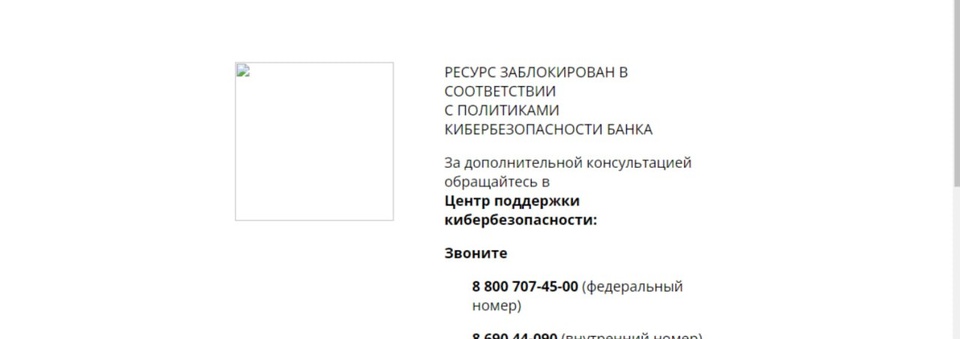 РЕСУРС ЗАБЛОКИРОВАН В
СООТВЕТСТВИИ
С ПОЛИТИКАМИ
КИБЕРБЕЗОПАСНОСТИ БАНКА
За дополнительной консультацией
обращайтесь в
Центр поддержки
кибербезопасности:
Звоните
8 800 707-45-00 (федеральный
номер)
8 690 44-090 (внутренний номер)